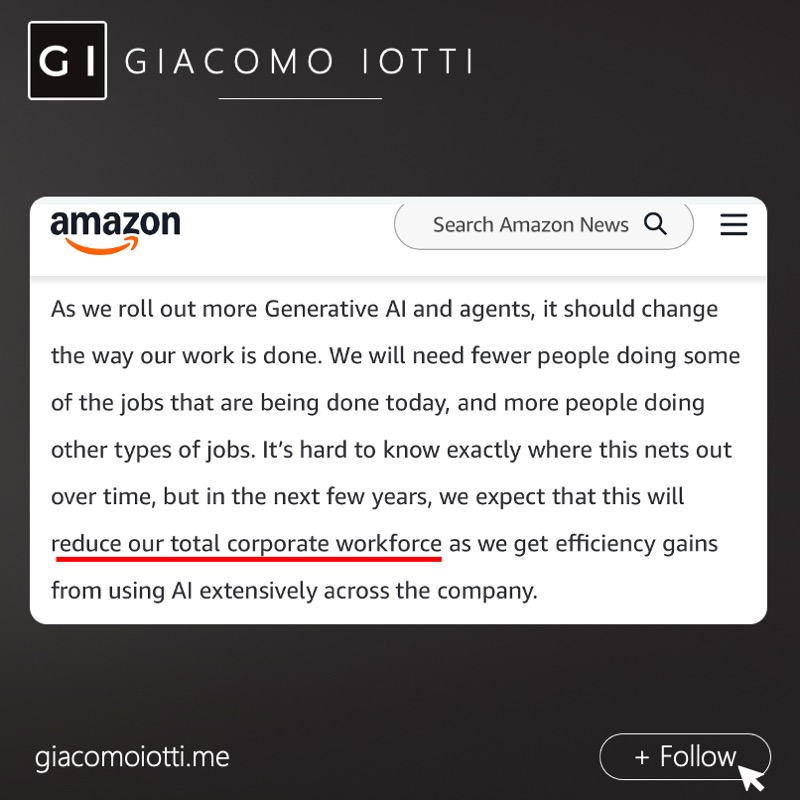 GI GIACOMO IOTTI
amazon
Search Amazon News
As we roll out more Generative AI and agents, it should change
the way our work is done. We will need fewer people doing some
of the jobs that are being done today, and more people doing
other types of jobs. It’s hard to know exactly where this nets out
over time, but in the next few years, we expect that this will
reduce our total corporate workforce as we get efficiency gains
from using AI extensively across the company.
giacomoiotti.me
+ Follow